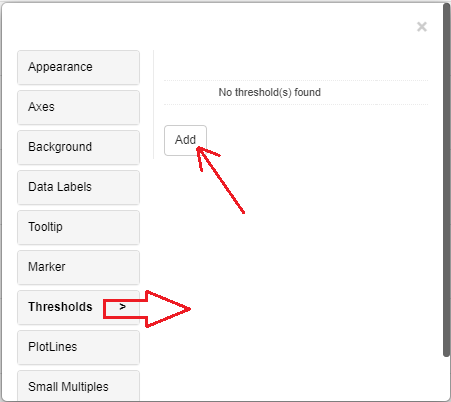 ×
Appearance
Axes
Background
Data Labels
Tooltip
Marker
Thresholds >
PlotLines
Small Multiples
No threshold(s) found
Add